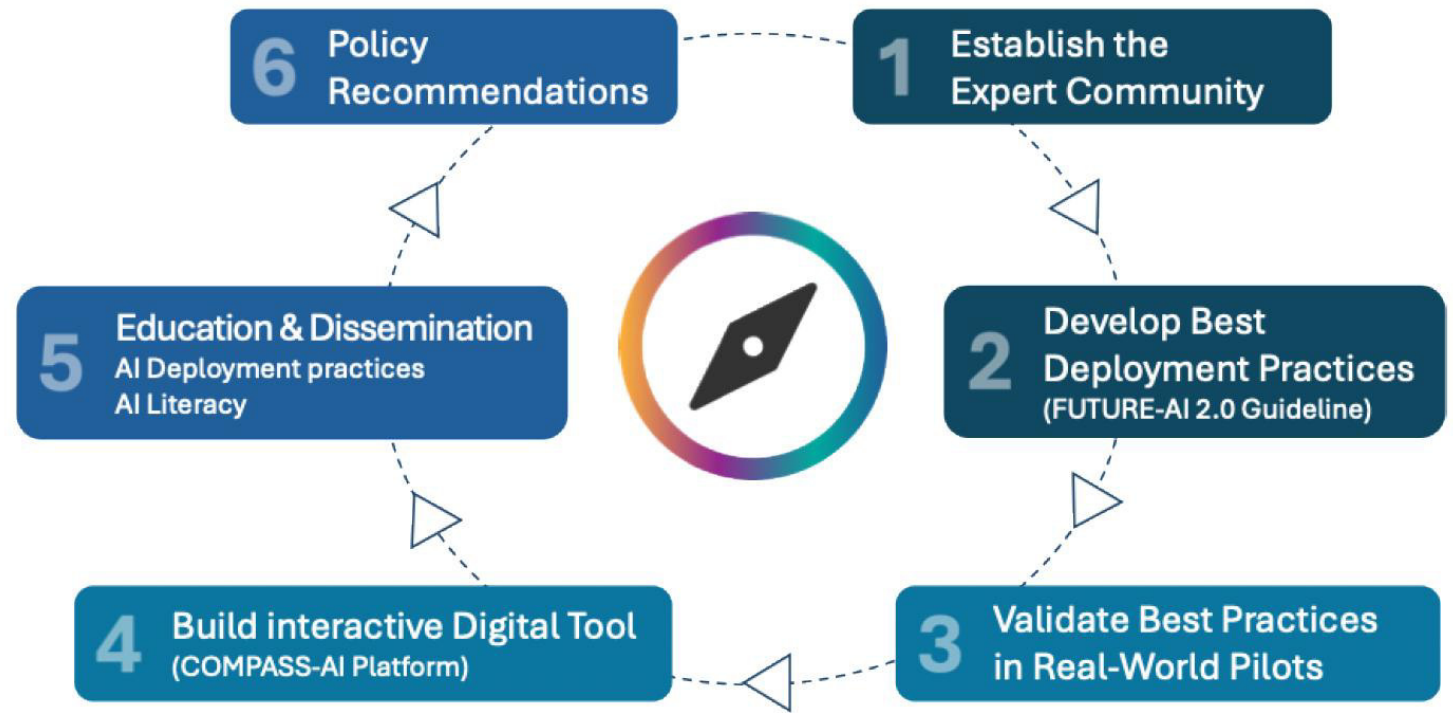 1
Establish the
Expert Community
2
Develop Best
Deployment Practices
(FUTURE-AI 2.0 Guideline)
3
Validate Best Practices
in Real-World Pilots
4
Build interactive Digital Tool
(COMPASS-AI Platform)
5
Education & Dissemination
AI Deployment practices
AI Literacy
6
Policy
Recommendations